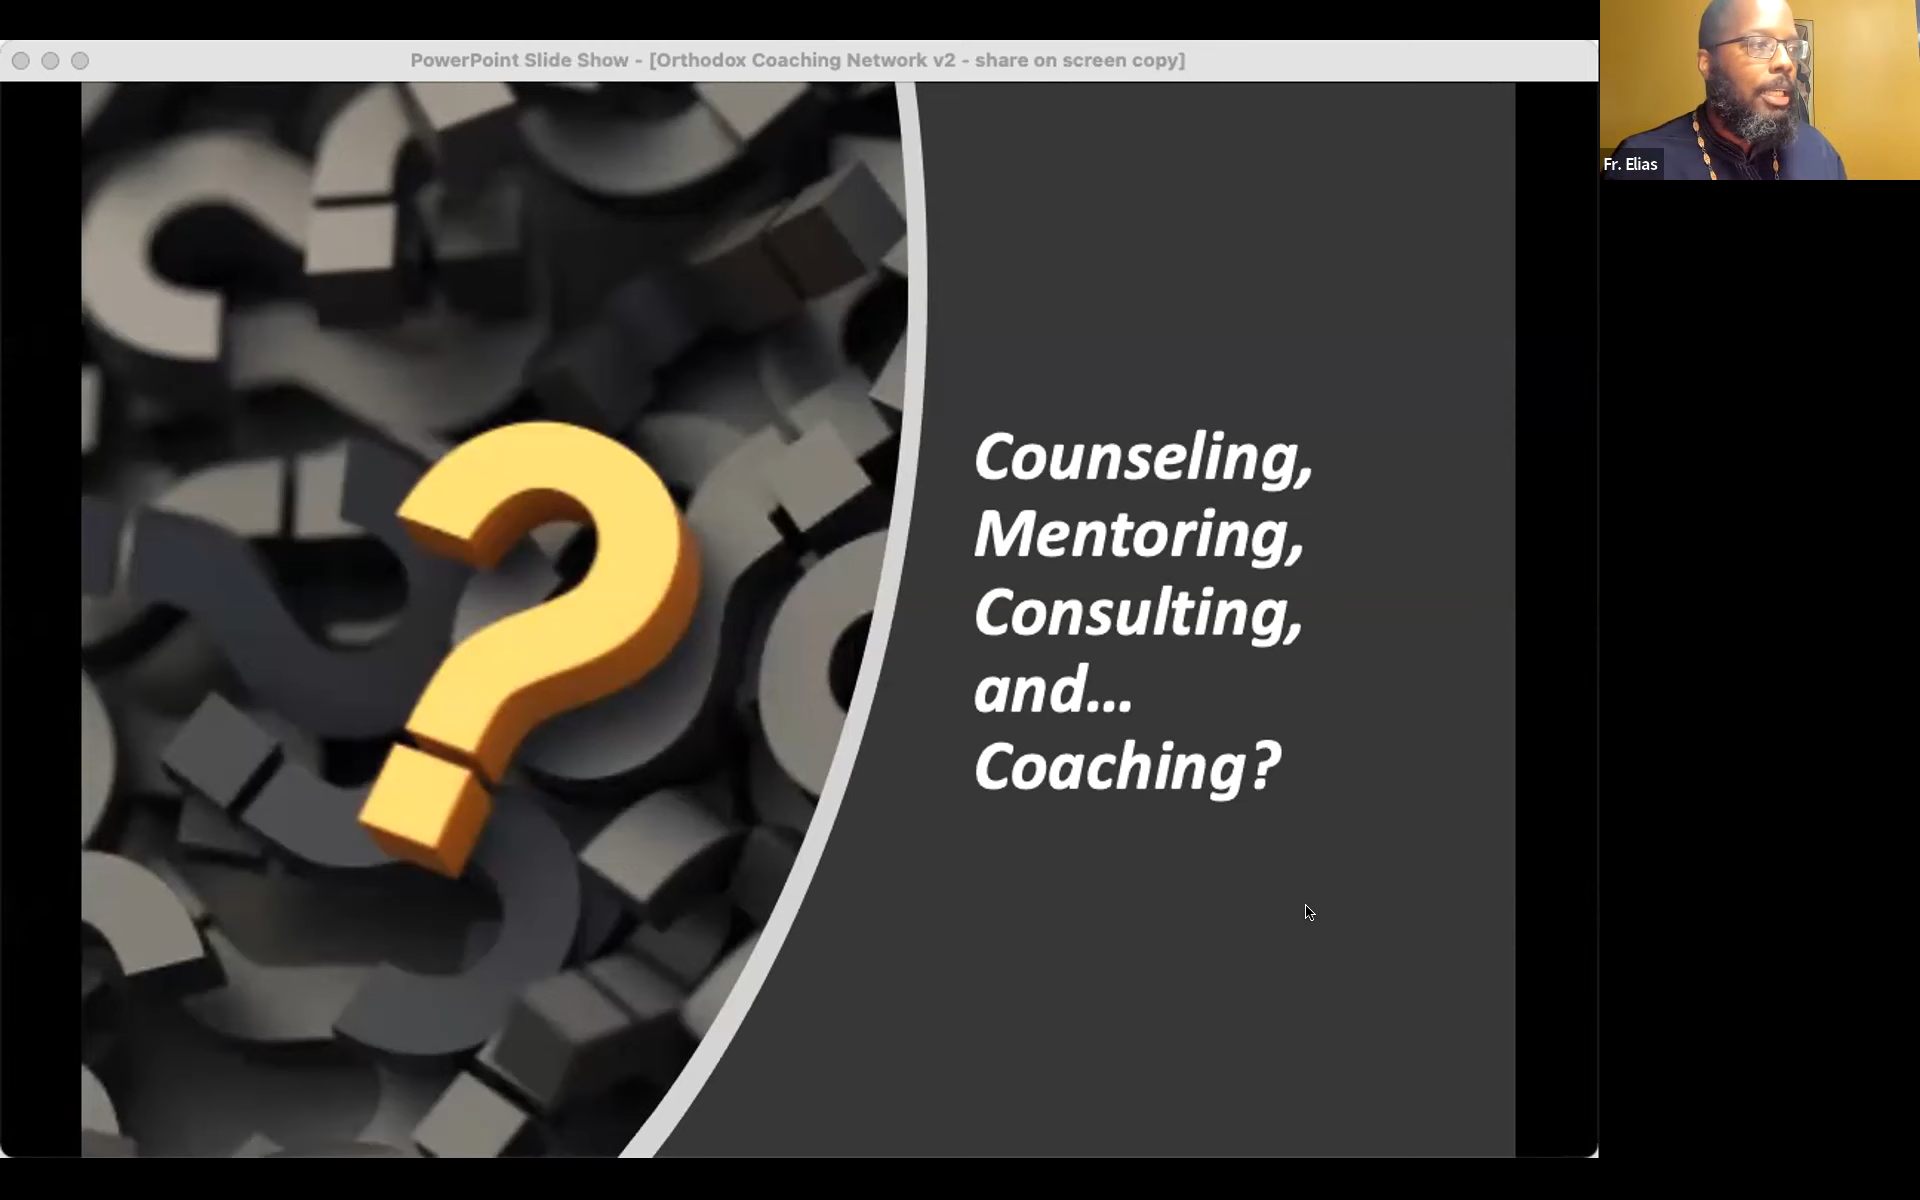 PowerPoint Slide Show - [Orthodox Coaching Network v2 - share on screen copy]
Fr. Elias
Counseling,
Mentoring,
Consulting,
and...
Coaching?